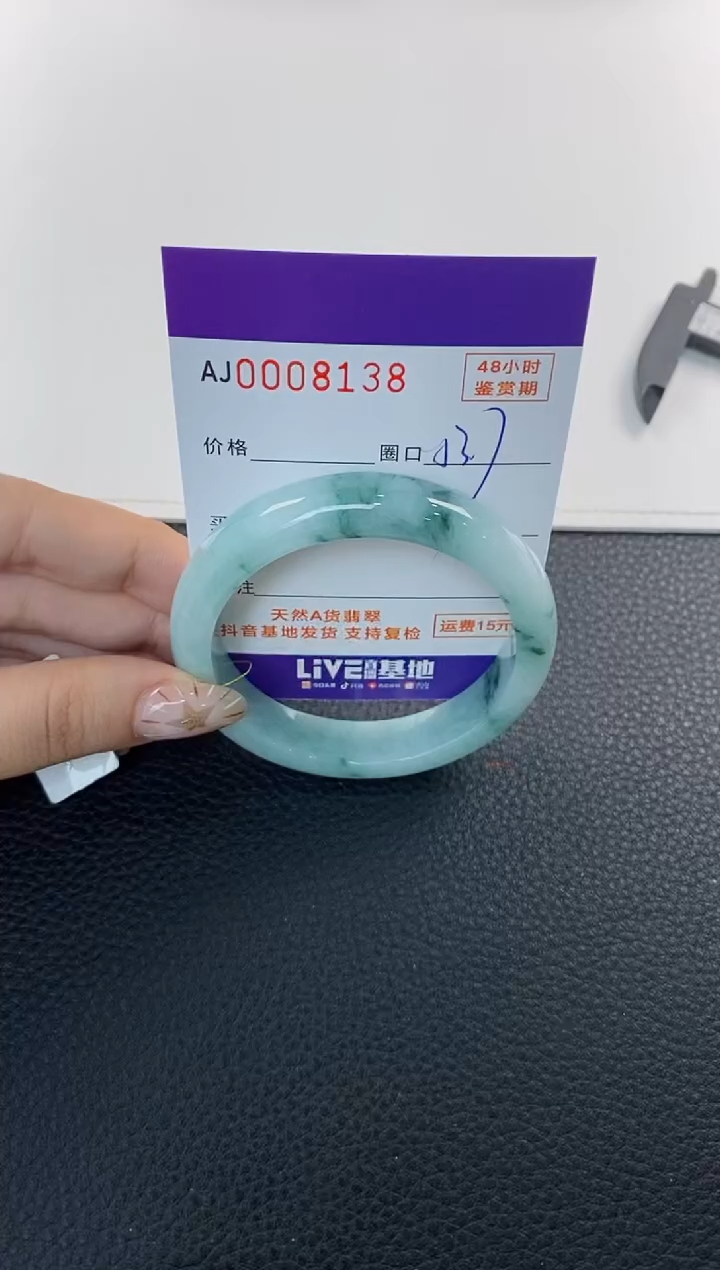 AJ0008138
48小时
鉴赏期
价格
圈口
注
天然A货翡翠
抖音基地发货 支持复检
运费15元
LiVE 基地